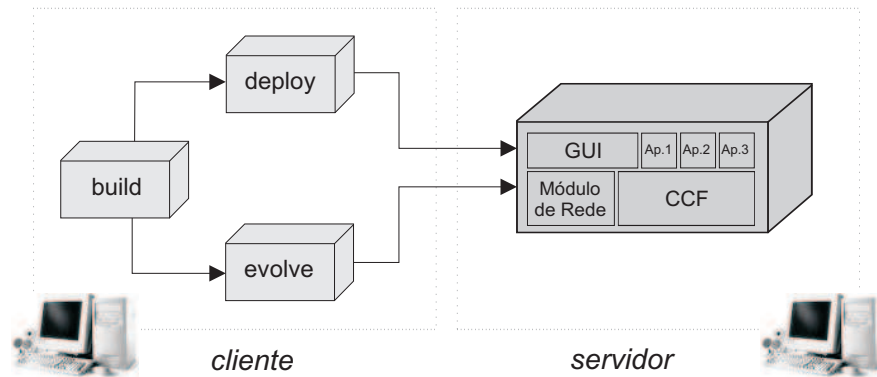 deploy
build
evolve
GUI
Ap.1
Ap.2
Ap.3
Módulo
de Rede
CCF
cliente
servidor